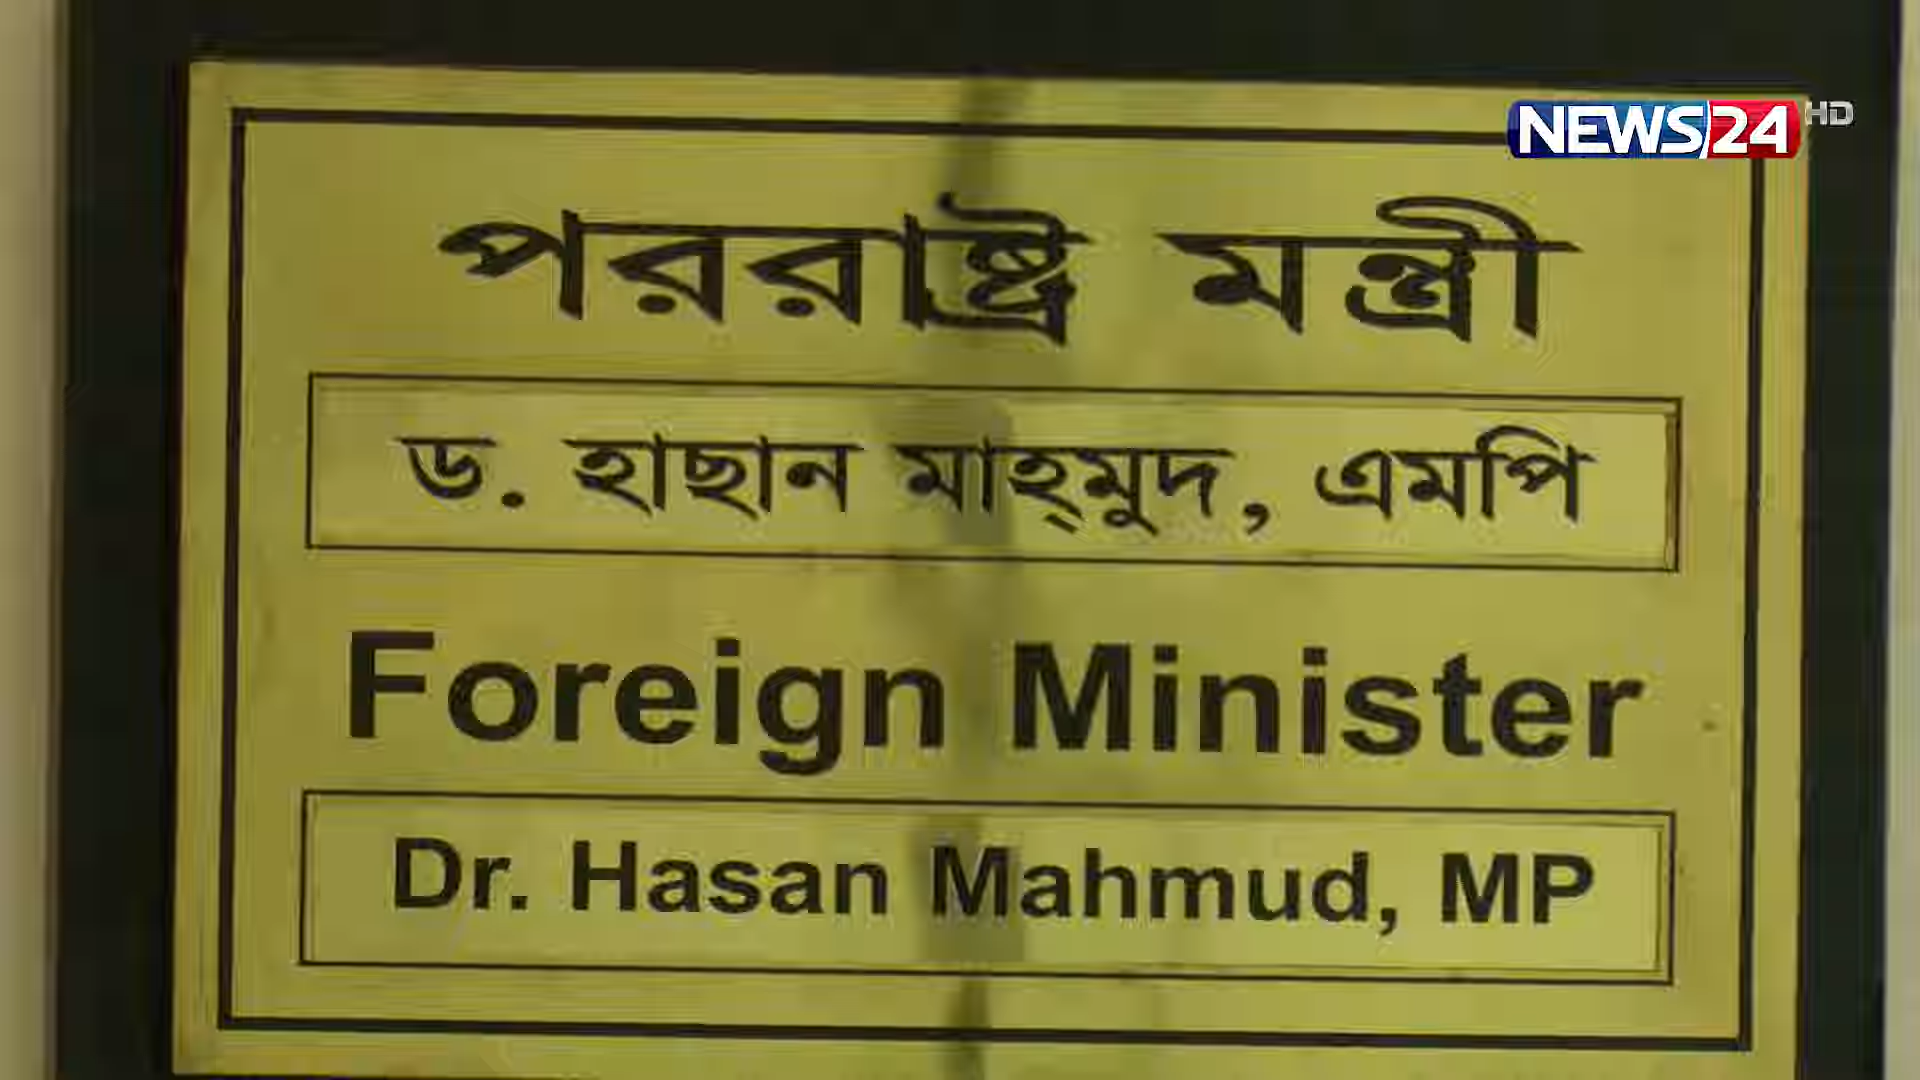 NEWS24 HD
পররাষ্ট্র মন্ত্রী
ড. হাছান মাহ্‌মুদ, এমপি
Foreign Minister
Dr. Hasan Mahmud, MP